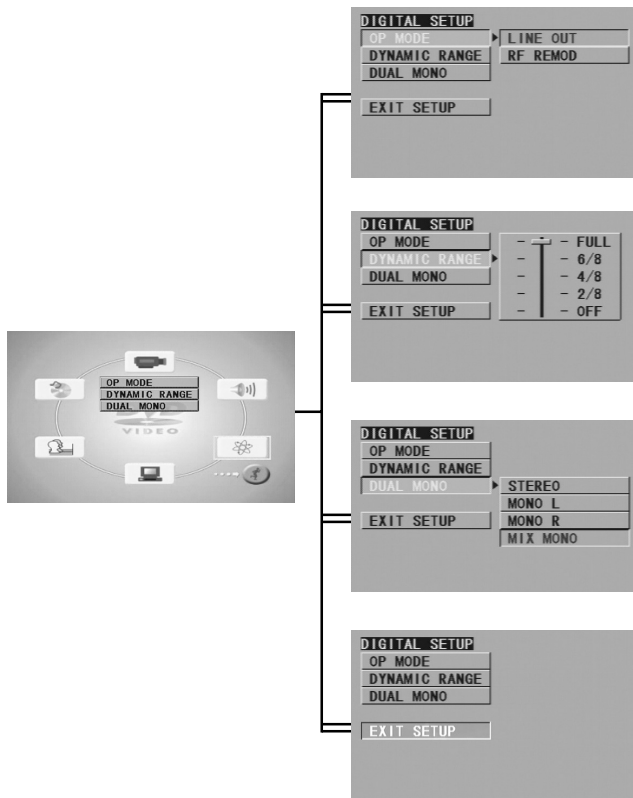 DIGITAL SETUP
OP MODE
LINE OUT
DYNAMIC RANGE
RF REMOD
DUAL MONO
EXIT SETUP
DIGITAL SETUP
OP MODE
– – FULL
DYNAMIC RANGE
– – 6/8
DUAL MONO
– – 4/8
– – 2/8
EXIT SETUP
– – OFF
OP MODE
DYNAMIC RANGE
DUAL MONO
VIDEO
DIGITAL SETUP
OP MODE
DYNAMIC RANGE
DUAL MONO
STEREO
MONO L
EXIT SETUP
MONO R
MIX MONO
DIGITAL SETUP
OP MODE
DYNAMIC RANGE
DUAL MONO
EXIT SETUP